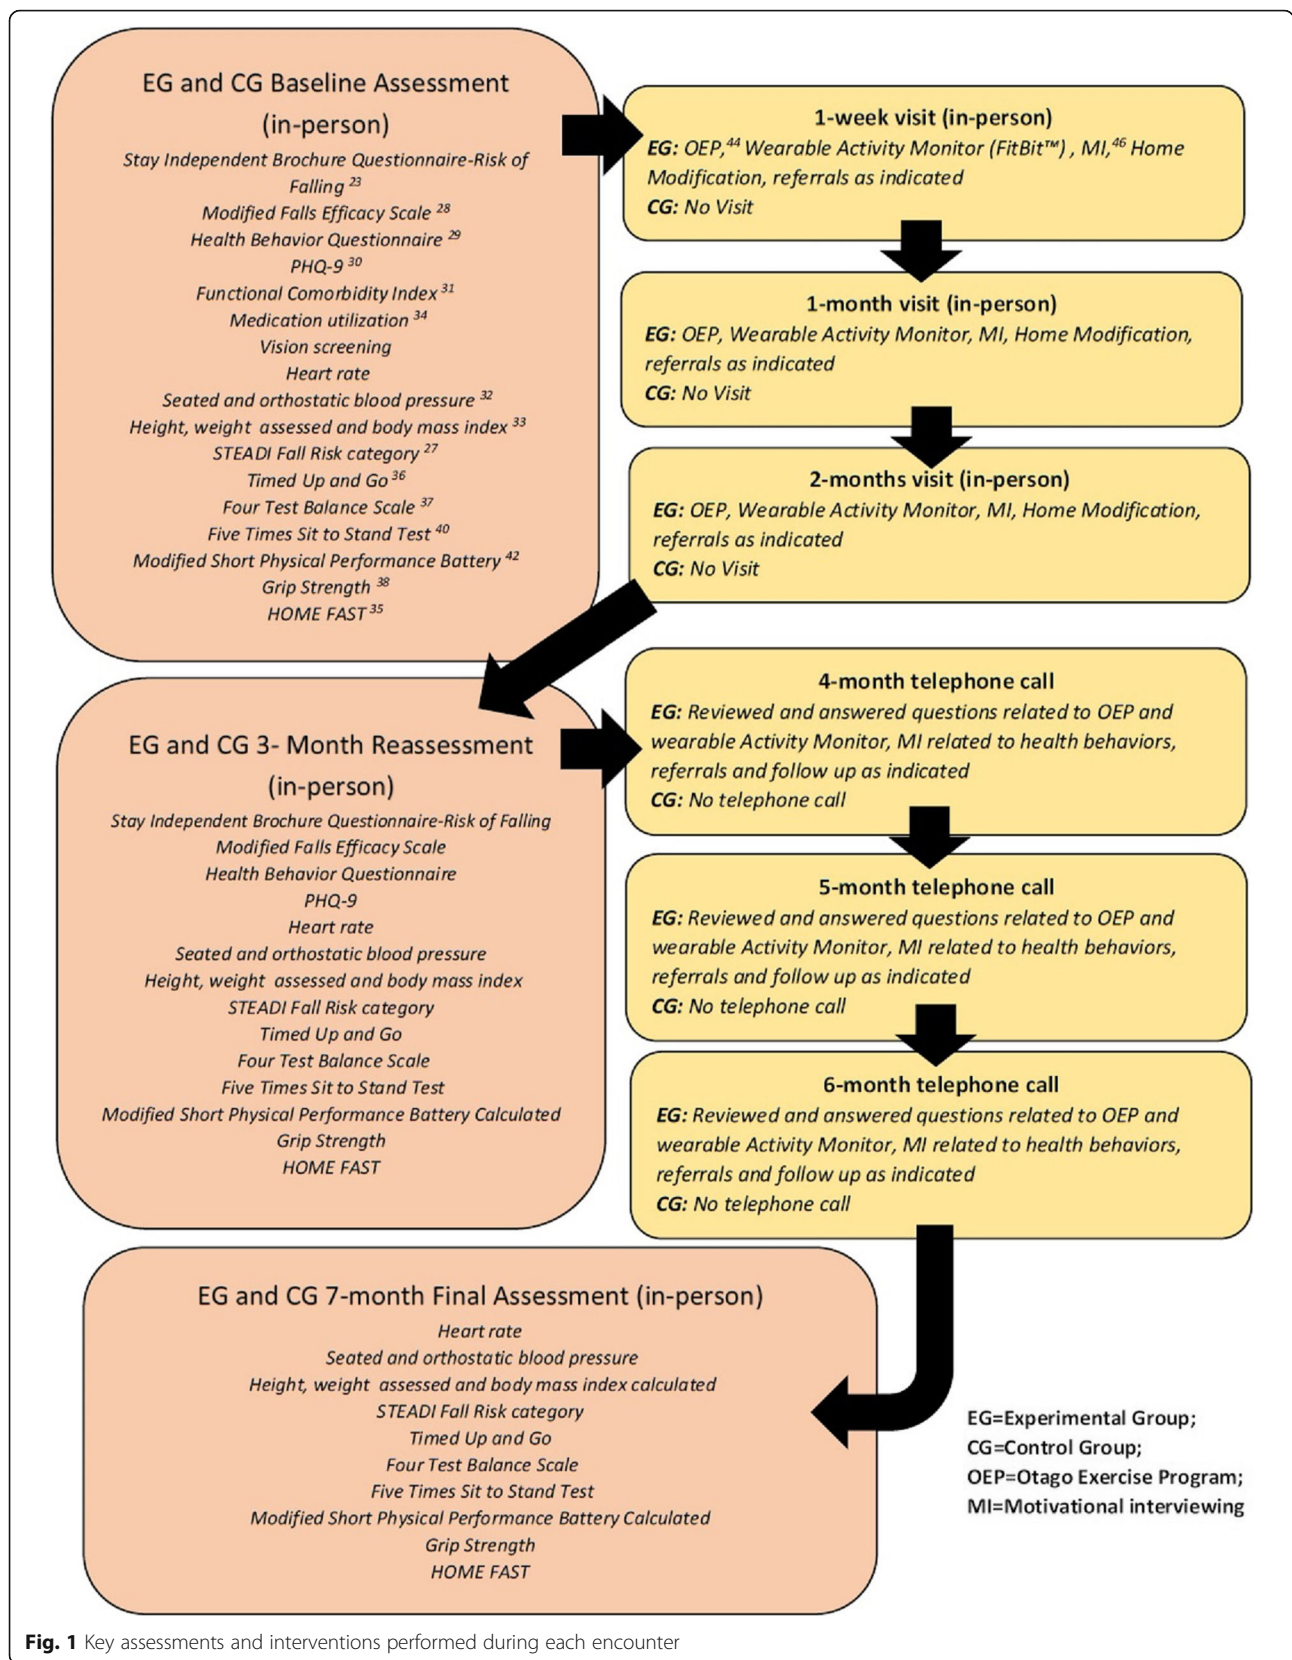 EG and CG Baseline Assessment
(in-person)
Stay Independent Brochure Questionnaire-Risk of
Falling 23
Modified Falls Efficacy Scale 28
Health Behavior Questionnaire 29
PHQ-9 30
Functional Comorbidity Index 31
Medication utilization 34
Vision screening
Heart rate
Seated and orthostatic blood pressure 32
Height, weight assessed and body mass index 33
STEADI Fall Risk category 27
Timed Up and Go 36
Four Test Balance Scale 37
Five Times Sit to Stand Test 40
Modified Short Physical Performance Battery 42
Grip Strength 38
HOME FAST 35
1-week visit (in-person)
EG: OEP,44 Wearable Activity Monitor (FitBit™) , MI,46 Home
Modification, referrals as indicated
CG: No Visit
1-month visit (in-person)
EG: OEP, Wearable Activity Monitor, MI, Home Modification,
referrals as indicated
CG: No Visit
2-months visit (in-person)
EG: OEP, Wearable Activity Monitor, MI, Home Modification,
referrals as indicated
CG: No Visit
EG and CG 3- Month Reassessment
(in-person)
Stay Independent Brochure Questionnaire-Risk of Falling
Modified Falls Efficacy Scale
Health Behavior Questionnaire
PHQ-9
Heart rate
Seated and orthostatic blood pressure
Height, weight assessed and body mass index
STEADI Fall Risk category
Timed Up and Go
Four Test Balance Scale
Five Times Sit to Stand Test
Modified Short Physical Performance Battery Calculated
Grip Strength
HOME FAST
4-month telephone call
EG: Reviewed and answered questions related to OEP and
wearable Activity Monitor, MI related to health behaviors,
referrals and follow up as indicated
CG: No telephone call
5-month telephone call
EG: Reviewed and answered questions related to OEP and
wearable Activity Monitor, MI related to health behaviors,
referrals and follow up as indicated
CG: No telephone call
6-month telephone call
EG: Reviewed and answered questions related to OEP and
wearable Activity Monitor, MI related to health behaviors,
referrals and follow up as indicated
CG: No telephone call
EG and CG 7-month Final Assessment (in-person)
Heart rate
Seated and orthostatic blood pressure
Height, weight assessed and body mass index calculated
STEADI Fall Risk category
Timed Up and Go
Four Test Balance Scale
Five Times Sit to Stand Test
Modified Short Physical Performance Battery Calculated
Grip Strength
HOME FAST
EG=Experimental Group;
CG=Control Group;
OEP=Otago Exercise Program;
MI=Motivational interviewing
Fig. 1 Key assessments and interventions performed during each encounter